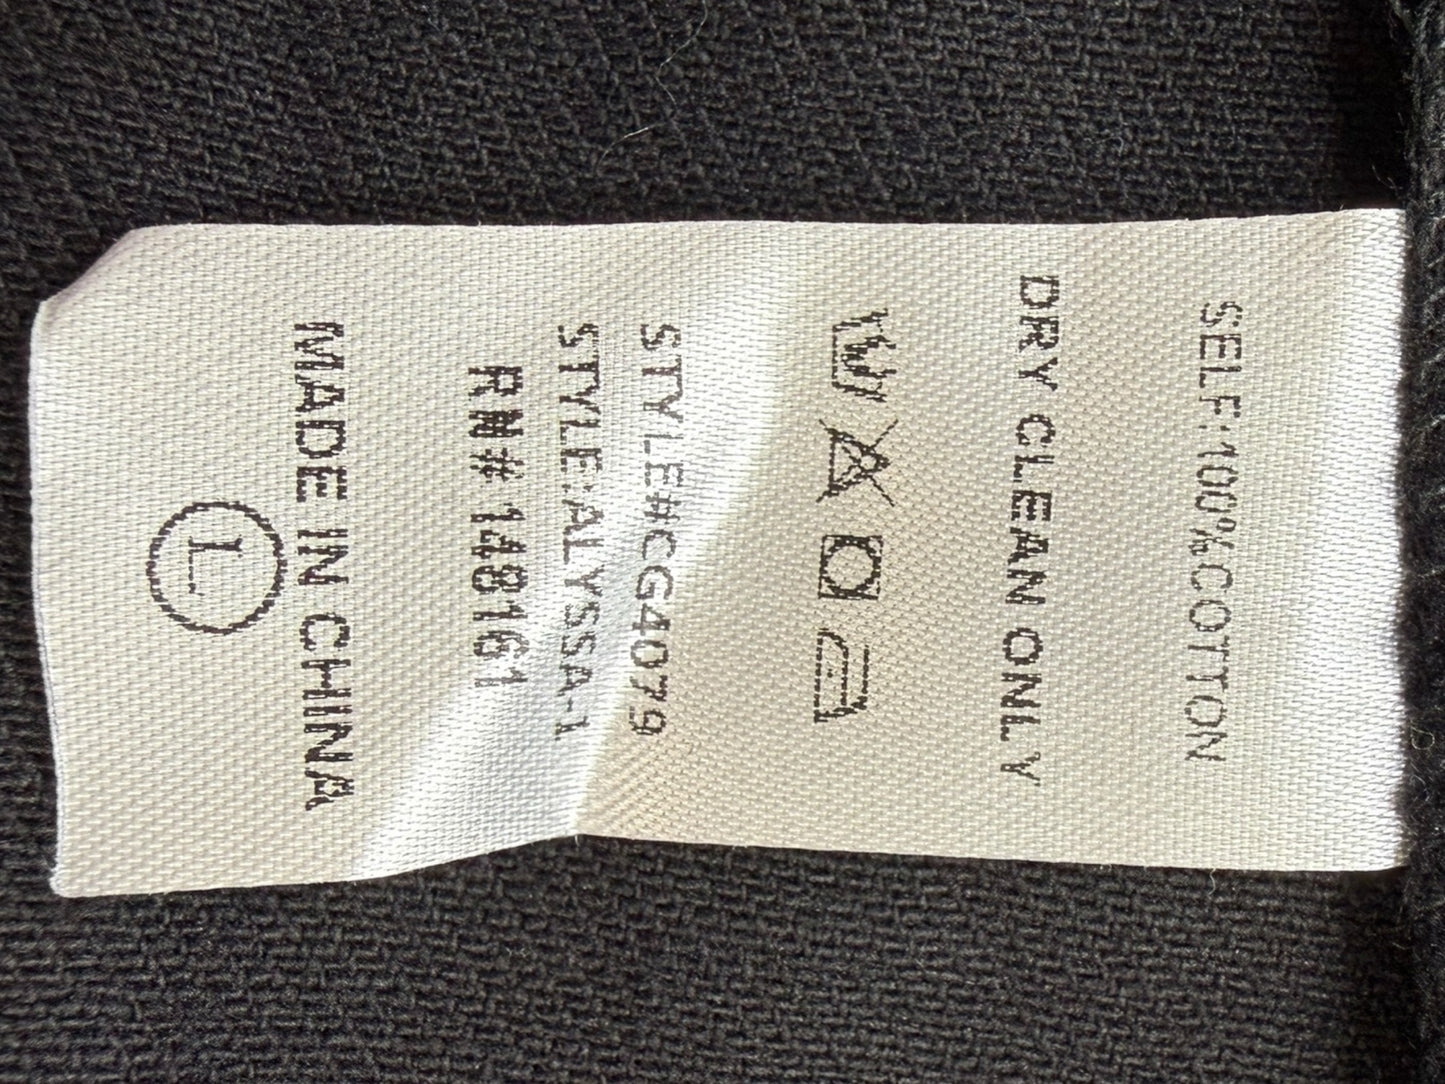 SELF:100%COTTON
DRY CLEAN ONLY
STYLE#CG4079
STYLE:ALYSSA-1
RN#148161
MADE IN CHINA
L